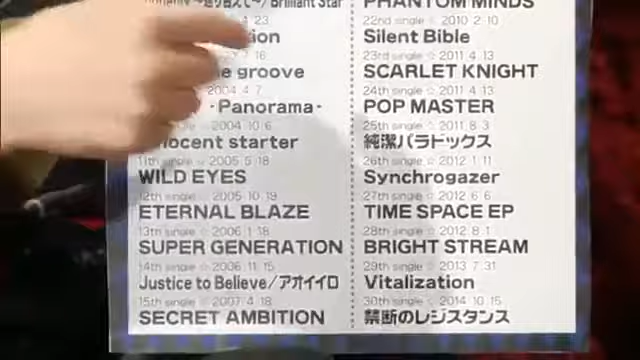 Brilliant Star
4.23
ion
7.16
e groove
2004.4.7
-Panorama-
single ☆ 2004.10.6
nocent starter
11th single ☆ 2005.5.18
WILD EYES
12th single ☆ 2005.10.19
ETERNAL BLAZE
13th single ☆ 2006.1.18
SUPER GENERATION
14th single ☆ 2006.11.15
Justice to Believe/アオイイロ
15th single ☆ 2007.4.18
SECRET AMBITION
PHANTOM MINDS
22nd single ☆ 2010.2.10
Silent Bible
23rd single ☆ 2011.4.13
SCARLET KNIGHT
24th single ☆ 2011.4.13
POP MASTER
25th single ☆ 2011.8.3
純潔パラドックス
26th single ☆ 2012.1.11
Synchrogazer
27th single ☆ 2012.6.6
TIME SPACE EP
28th single ☆ 2012.8.1
BRIGHT STREAM
29th single ☆ 2013.7.31
Vitalization
30th single ☆ 2014.10.15
禁断のレジスタンス